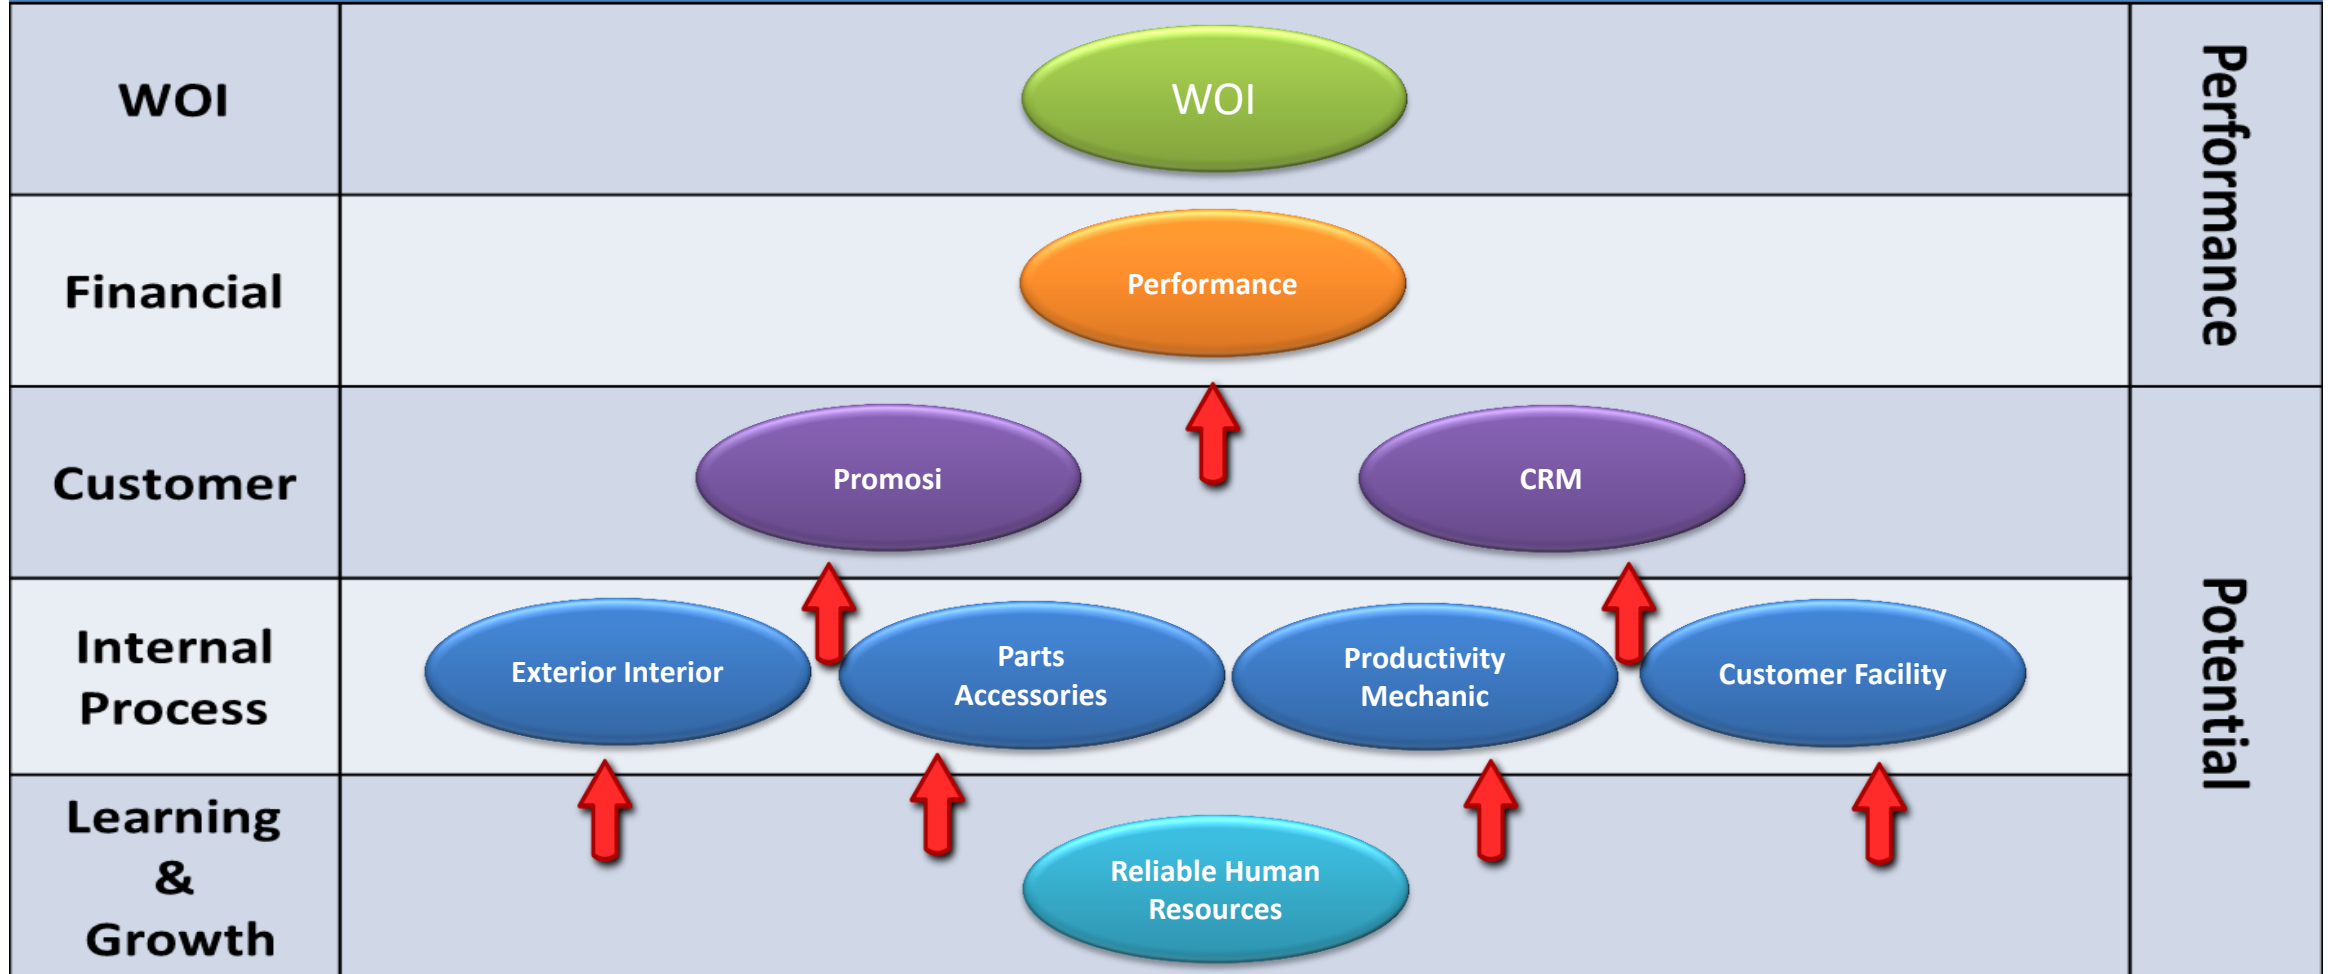 WOI
WOI
Performance
Financial
Performance
Customer
Promosi
CRM
Potential
Internal
Process
Exterior Interior
Parts
Accessories
Productivity
Mechanic
Customer Facility
Learning
&
Growth
Reliable Human
Resources